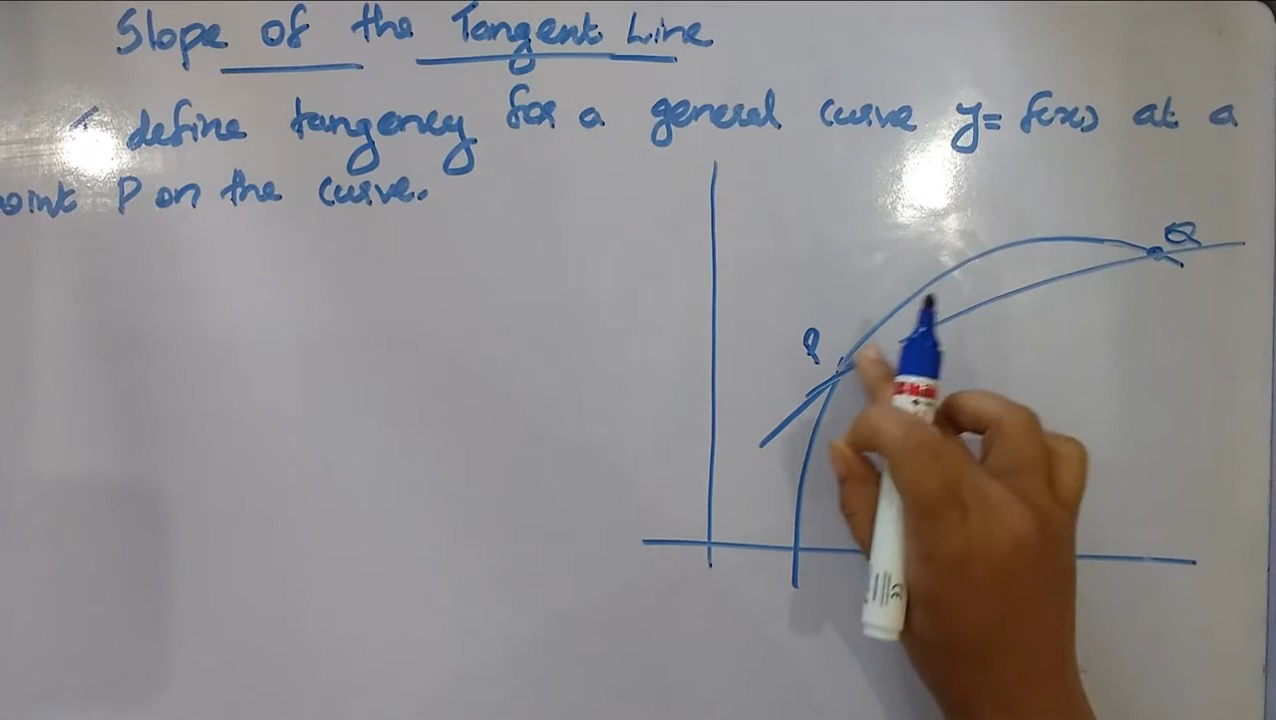 Slope of the Tangent Line
define tangency for a general curve y= f(x) at a
oint P on the curve.
Q
P